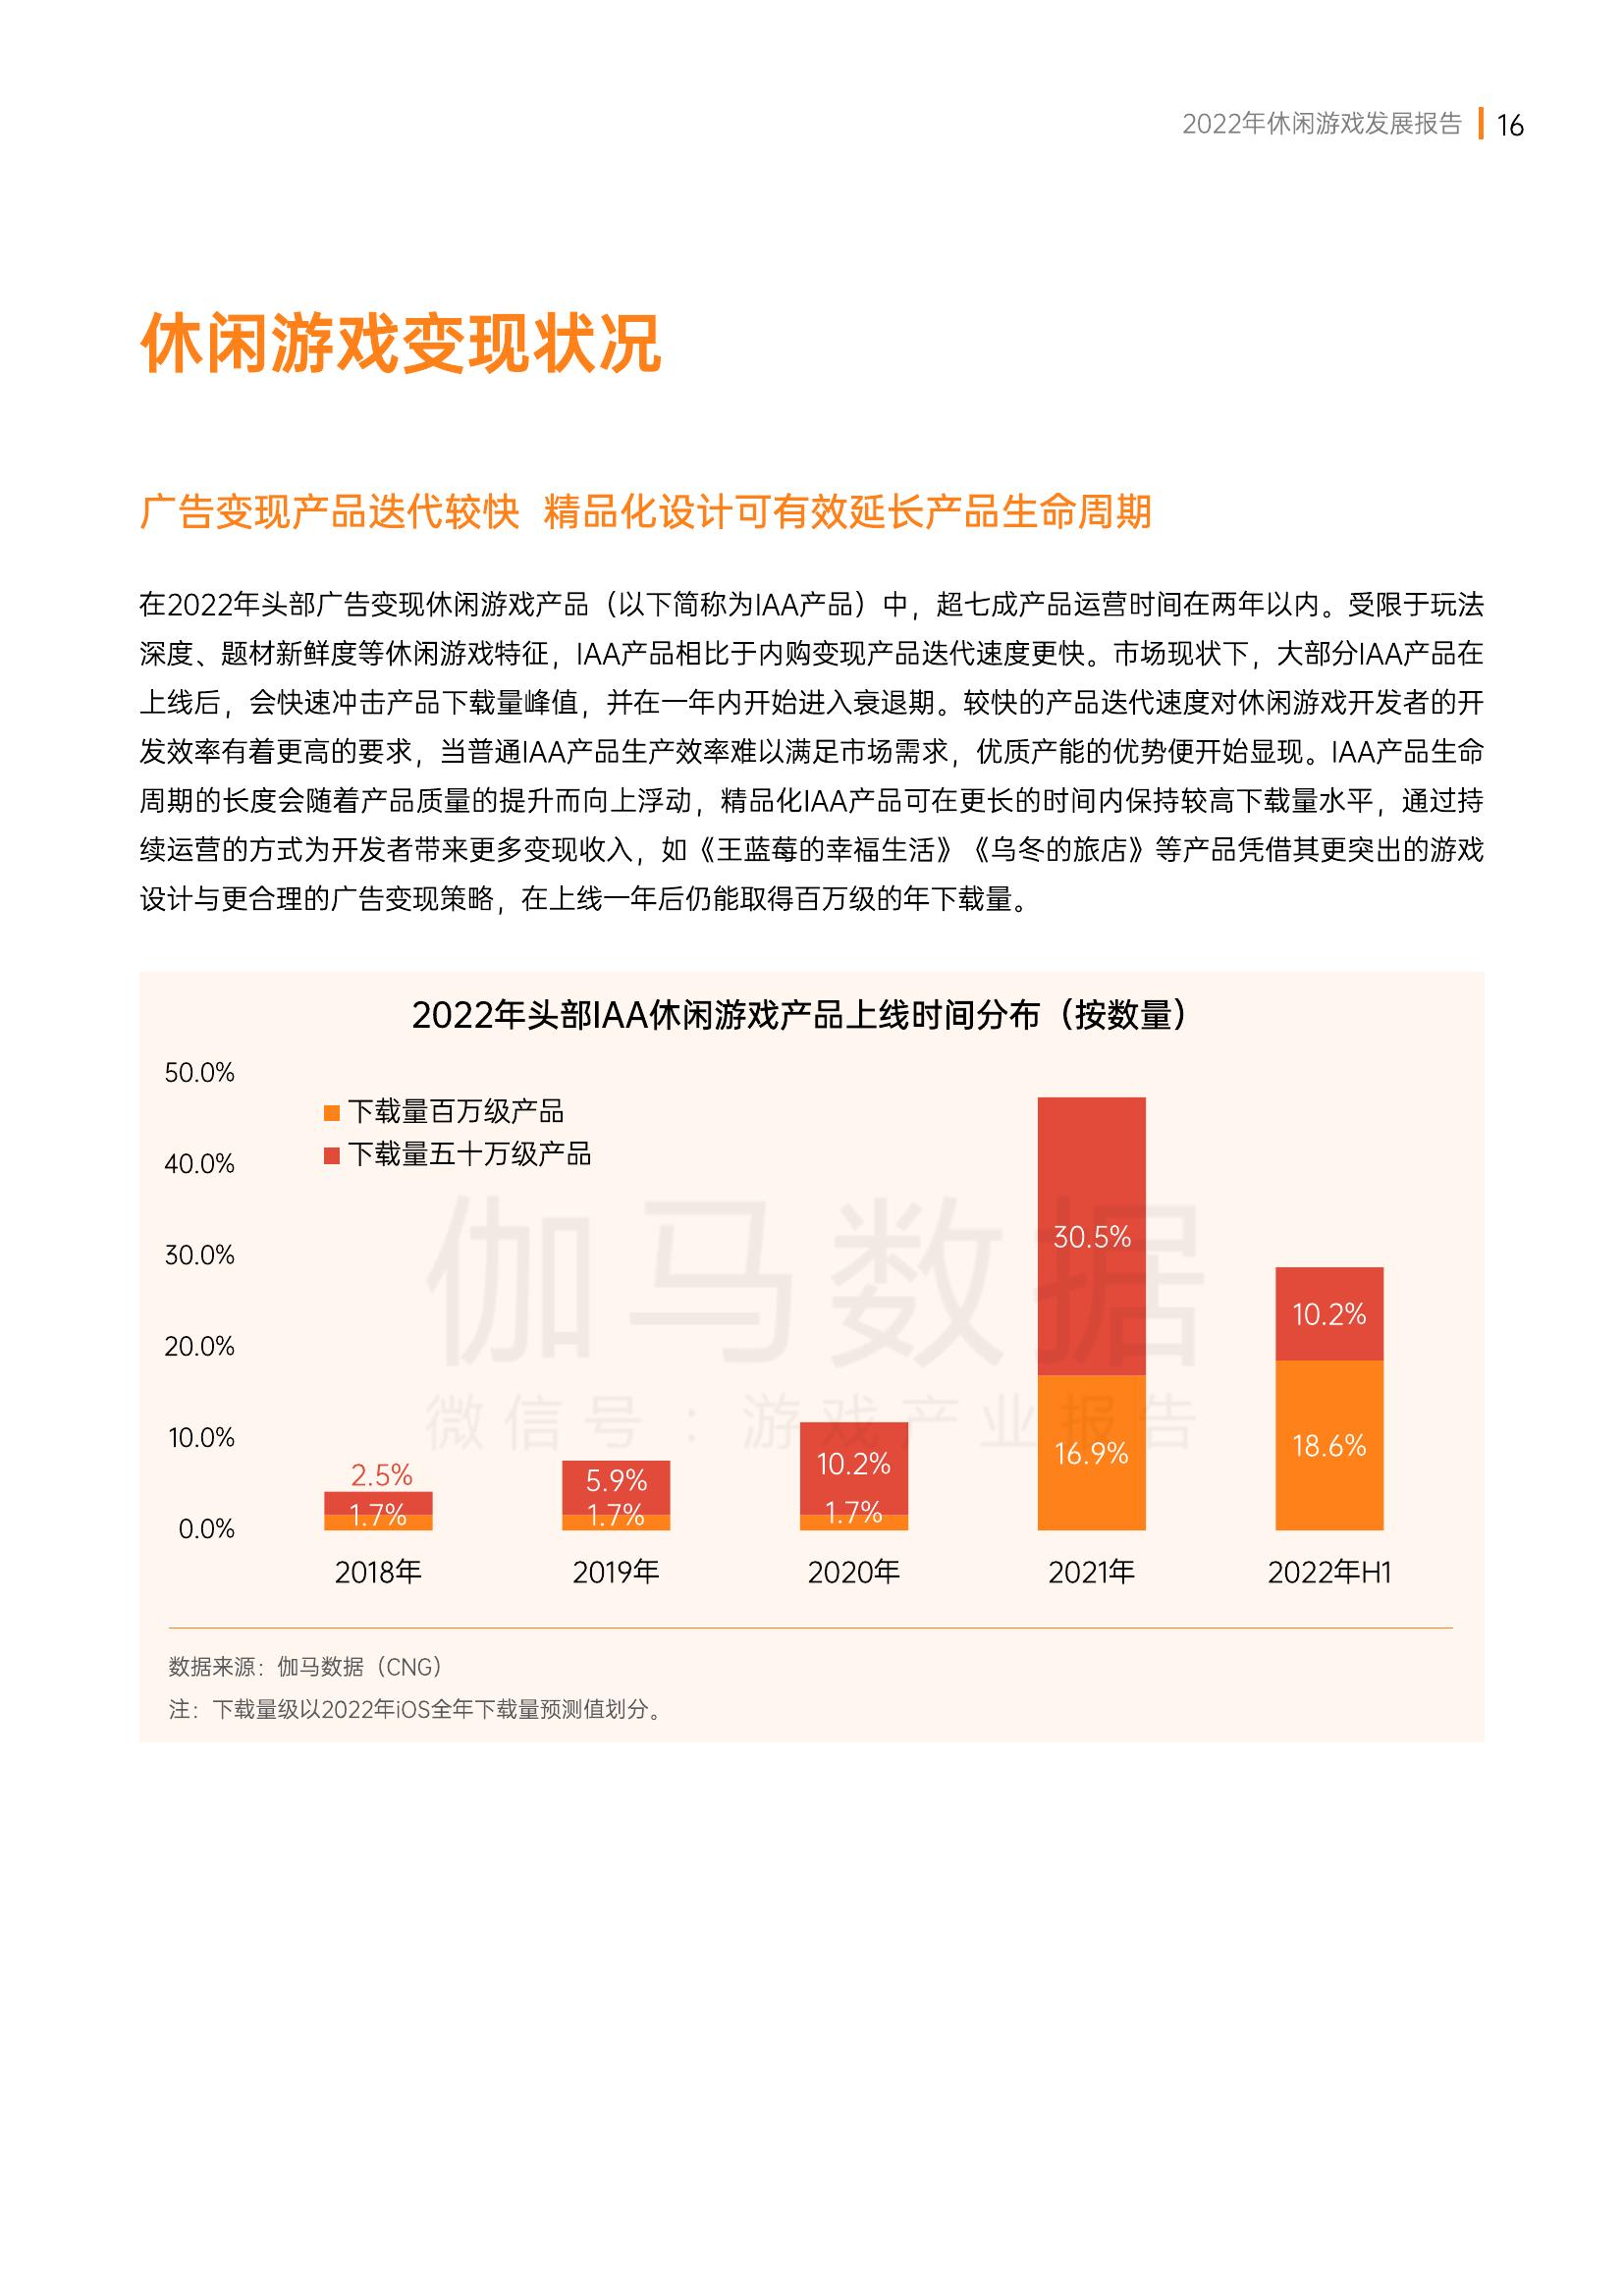 2022年休闲游戏发展报告 16
休闲游戏变现状况
广告变现产品迭代较快 精品化设计可有效延长产品生命周期
在2022年头部广告变现休闲游戏产品（以下简称为IAA产品）中，超七成产品运营时间在两年以内。受限于玩法
深度、题材新鲜度等休闲游戏特征，IAA产品相比于内购变现产品迭代速度更快。市场现状下，大部分IAA产品在
上线后，会快速冲击产品下载量峰值，并在一年内开始进入衰退期。较快的产品迭代速度对休闲游戏开发者的开
发效率有着更高的要求，当普通IAA产品生产效率难以满足市场需求，优质产能的优势便开始显现。IAA产品生命
周期的长度会随着产品质量的提升而向上浮动，精品化IAA产品可在更长的时间内保持较高下载量水平，通过持
续运营的方式为开发者带来更多变现收入，如《王蓝莓的幸福生活》《乌冬的旅店》等产品凭借其更突出的游戏
设计与更合理的广告变现策略，在上线一年后仍能取得百万级的年下载量。
2022年头部IAA休闲游戏产品上线时间分布（按数量）
50.0%
下载量百万级产品
下载量五十万级产品
40.0%
30.0%
20.0%
10.0%
0.0%
2.5%
1.7%
5.9%
1.7%
10.2%
1.7%
30.5%
16.9%
10.2%
18.6%
2018年 2019年 2020年 2021年 2022年H1
伽马数据
微信号：游戏产业报告
数据来源：伽马数据（CNG）
注：下载量级以2022年iOS全年下载量预测值划分。